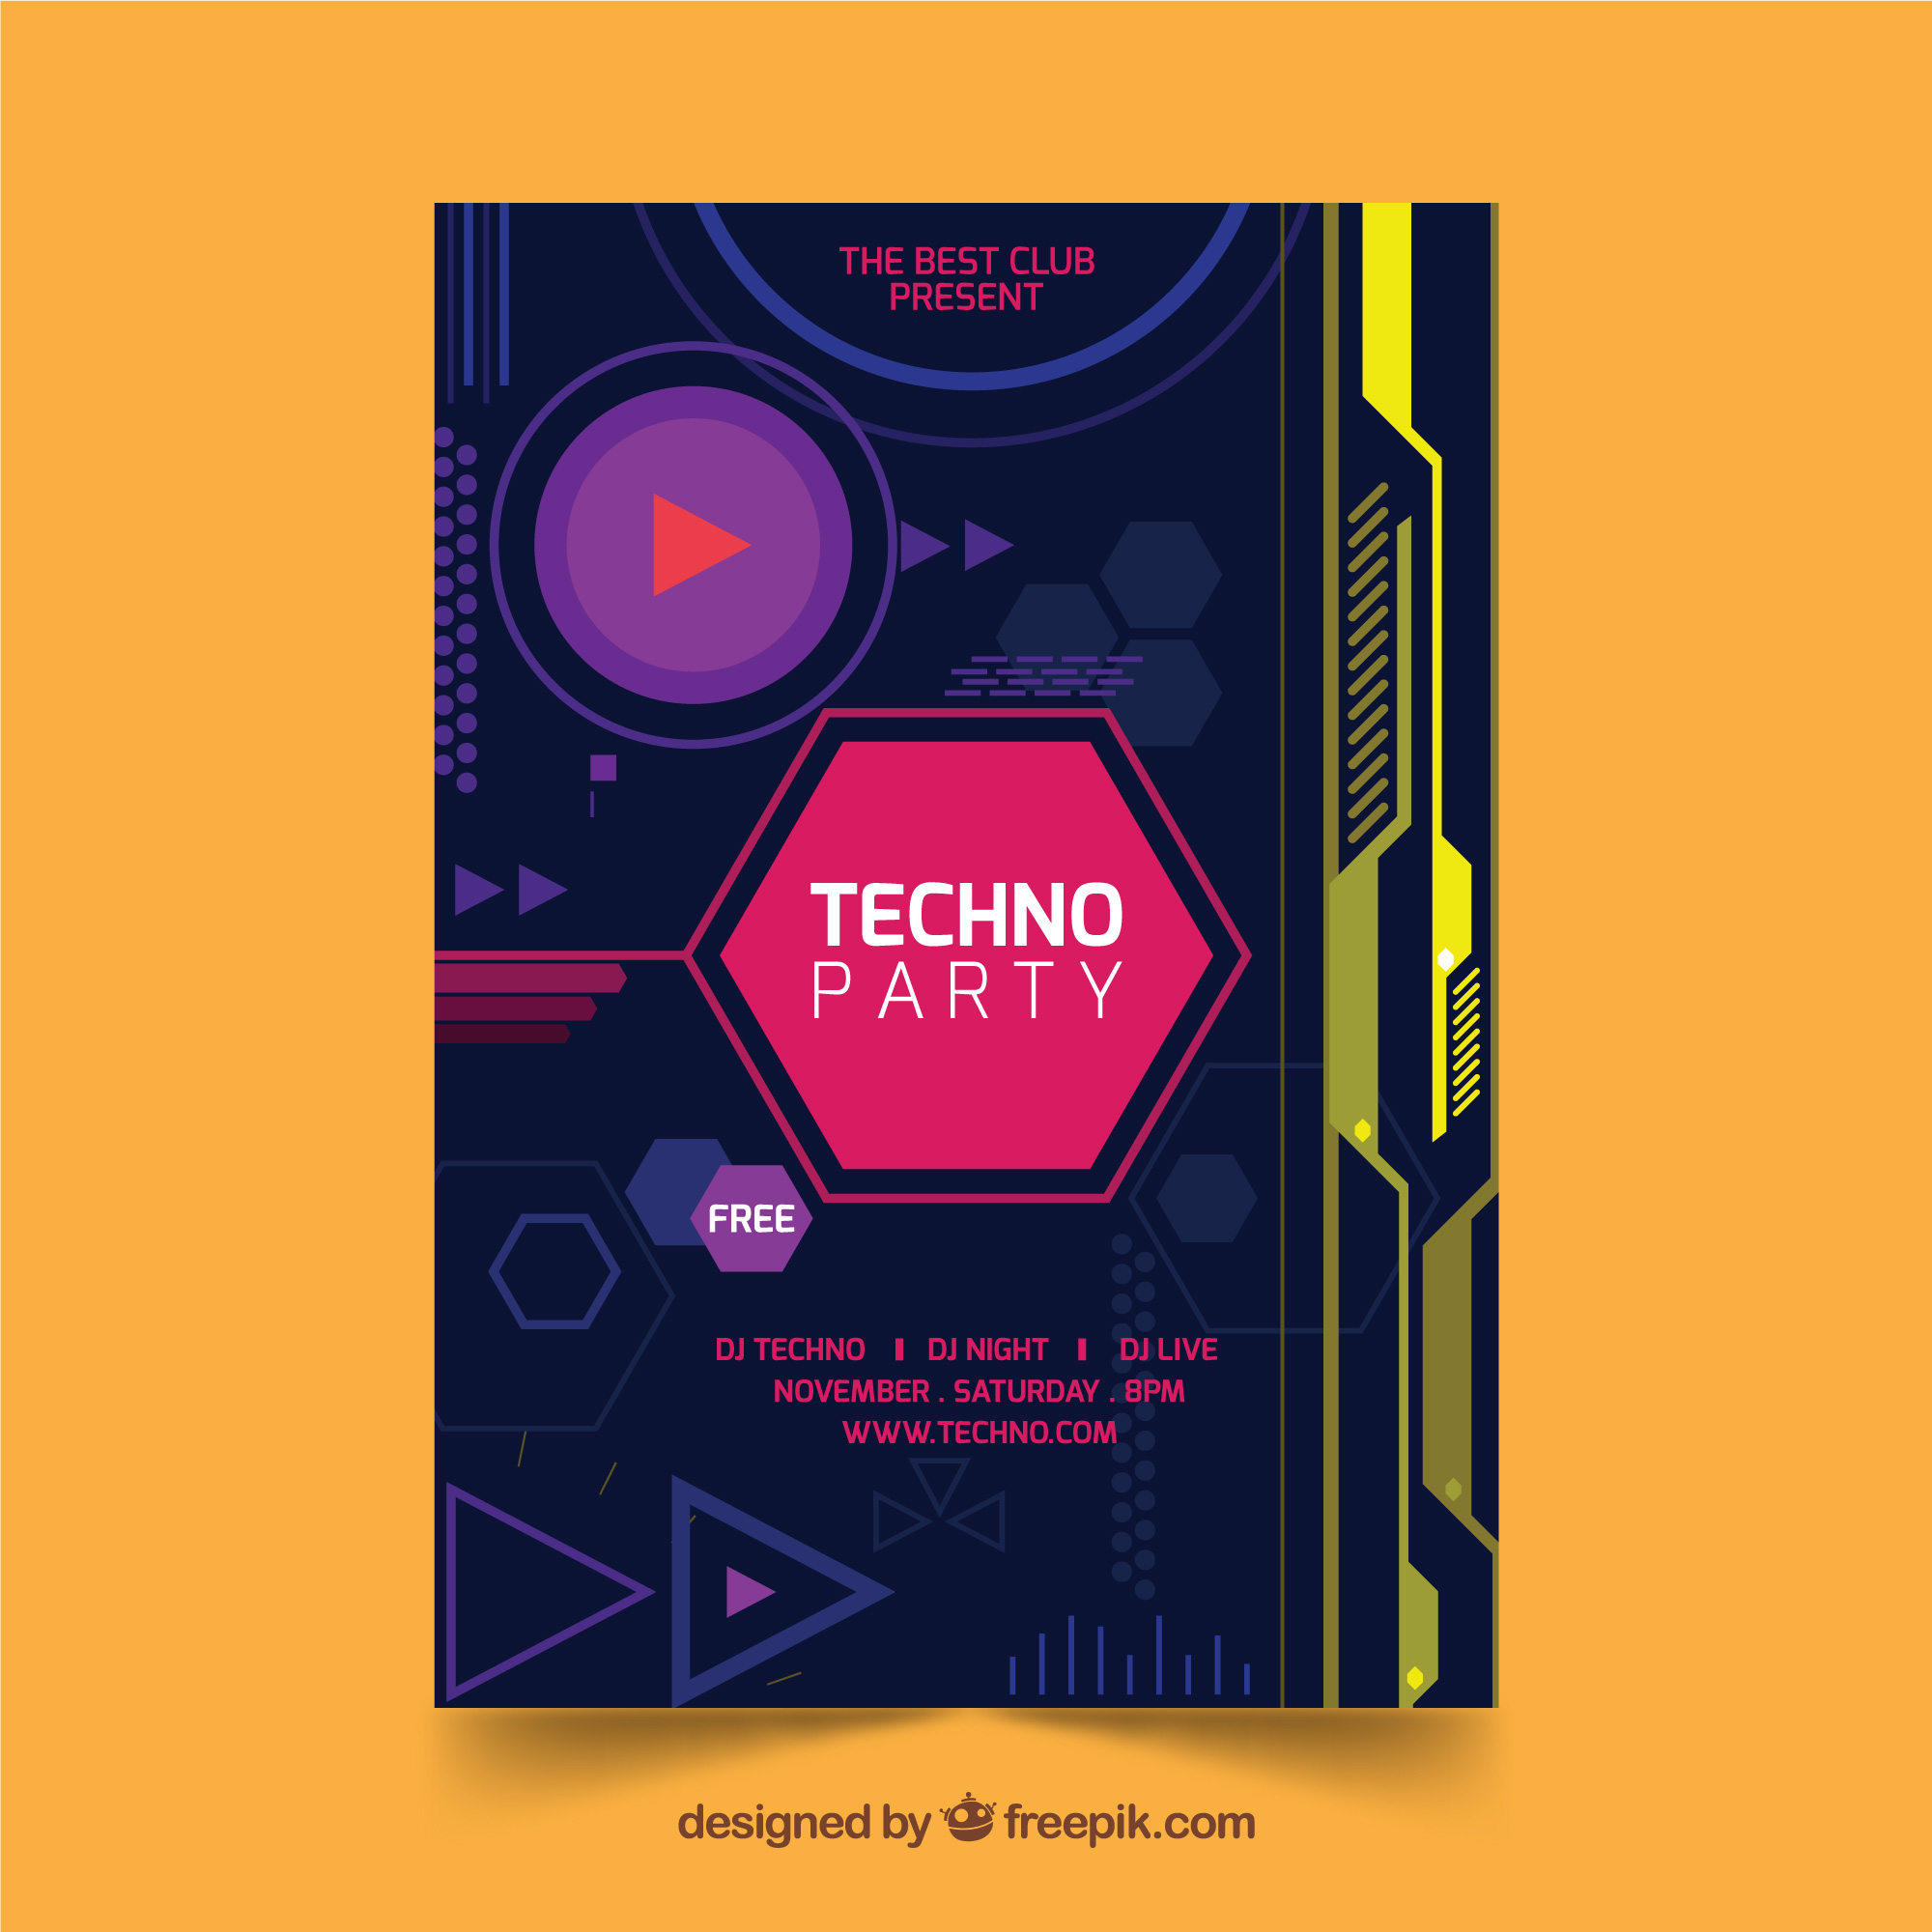 THE BEST CLUB
PRESENT
TECHNO
PARTY
FREE
DJ TECHNO I DJ NIGHT I DJ LIVE
NOVEMBER . SATURDAY . 8PM
WWW.TECHNO.COM
designed by freepik.com